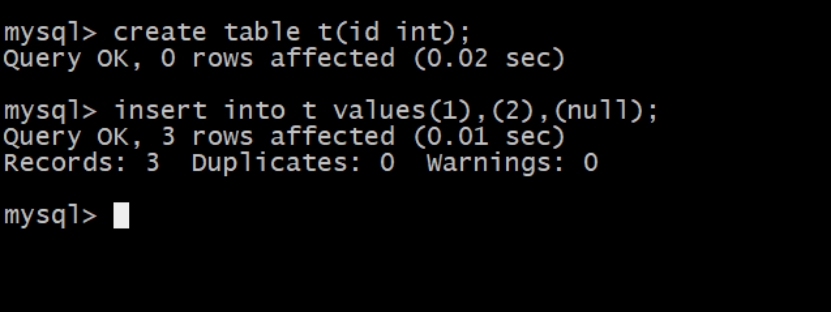 mysql> create table t(id int);
Query OK, 0 rows affected (0.02 sec)
mysql> insert into t values(1),(2),(null);
Query OK, 3 rows affected (0.01 sec)
Records: 3  Duplicates: 0  Warnings: 0
mysql>